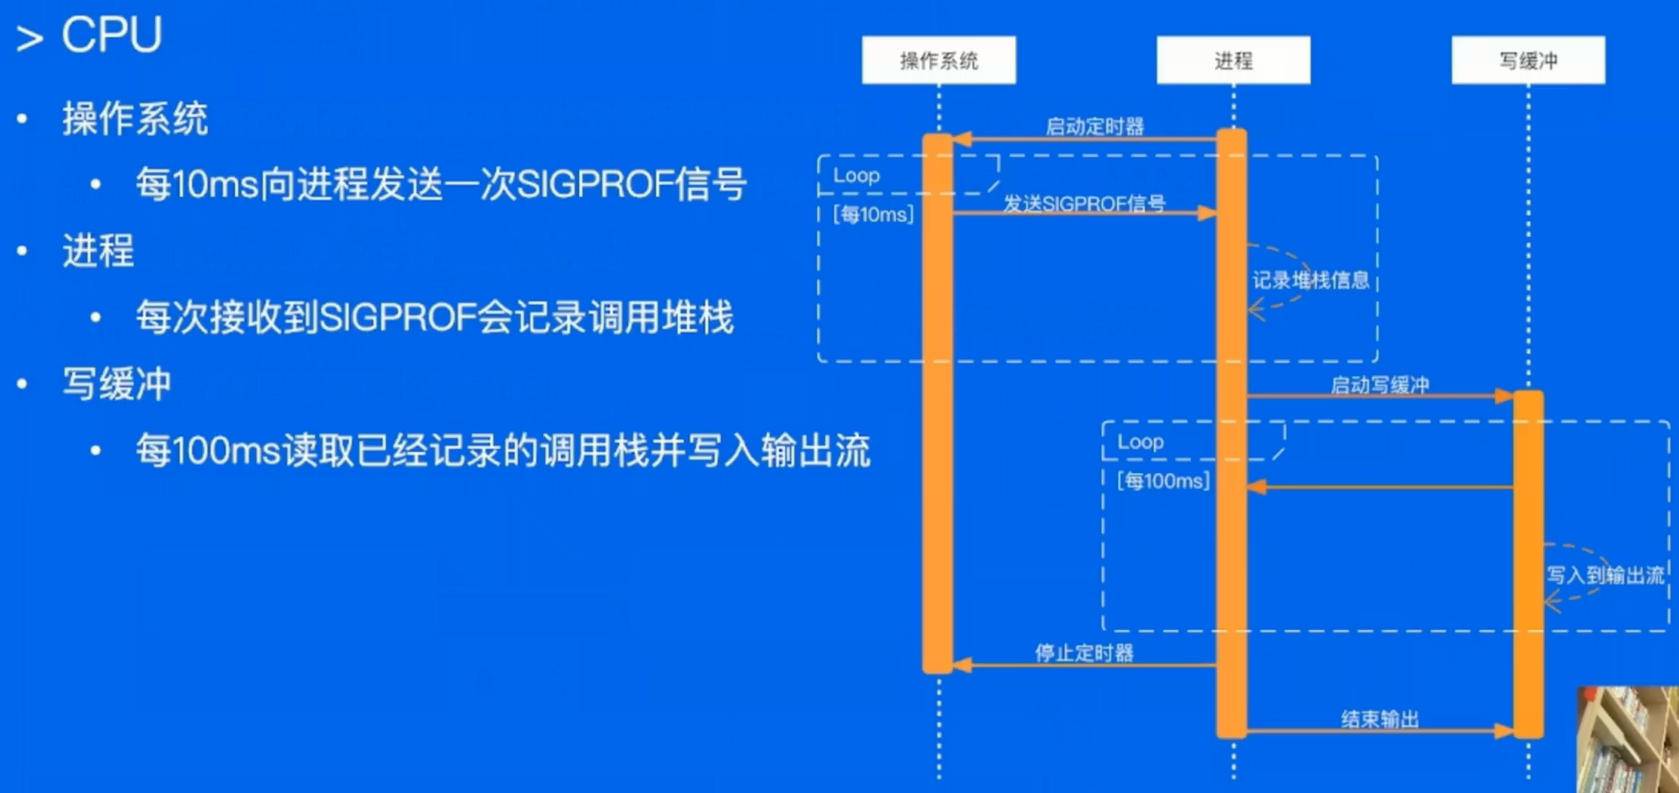 > CPU
• 操作系统
• 每10ms向进程发送一次SIGPROF信号
• 进程
• 每次接收到SIGPROF会记录调用堆栈
• 写缓冲
• 每100ms读取已经记录的调用栈并写入输出流
操作系统
进程
写缓冲
启动定时器
Loop
[每10ms]
发送SIGPROF信号
记录堆栈信息
启动写缓冲
Loop
[每100ms]
写入到输出流
停止定时器
结束输出